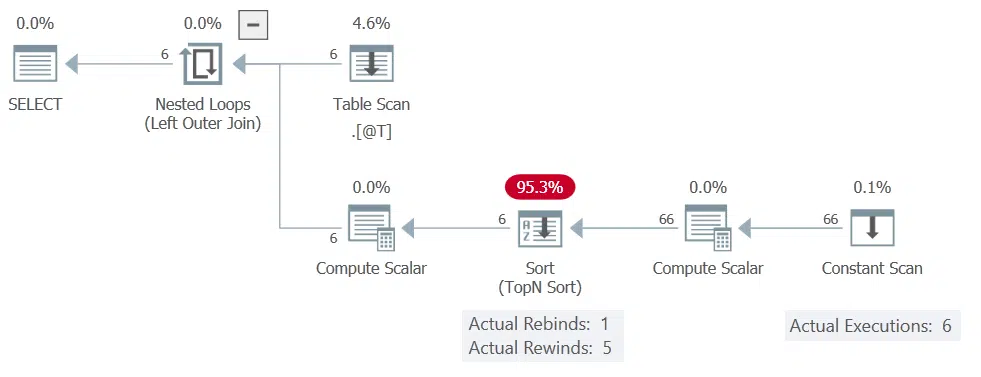 0.0%
0.0%
4.6%
6
6
SELECT
Nested Loops
(Left Outer Join)
Table Scan
.[@T]
0.0%
95.3%
0.0%
0.1%
6
6
66
66
A
Z
Compute Scalar
Sort
(TopN Sort)
Compute Scalar
Constant Scan
Actual Rebinds: 1
Actual Rewinds: 5
Actual Executions: 6